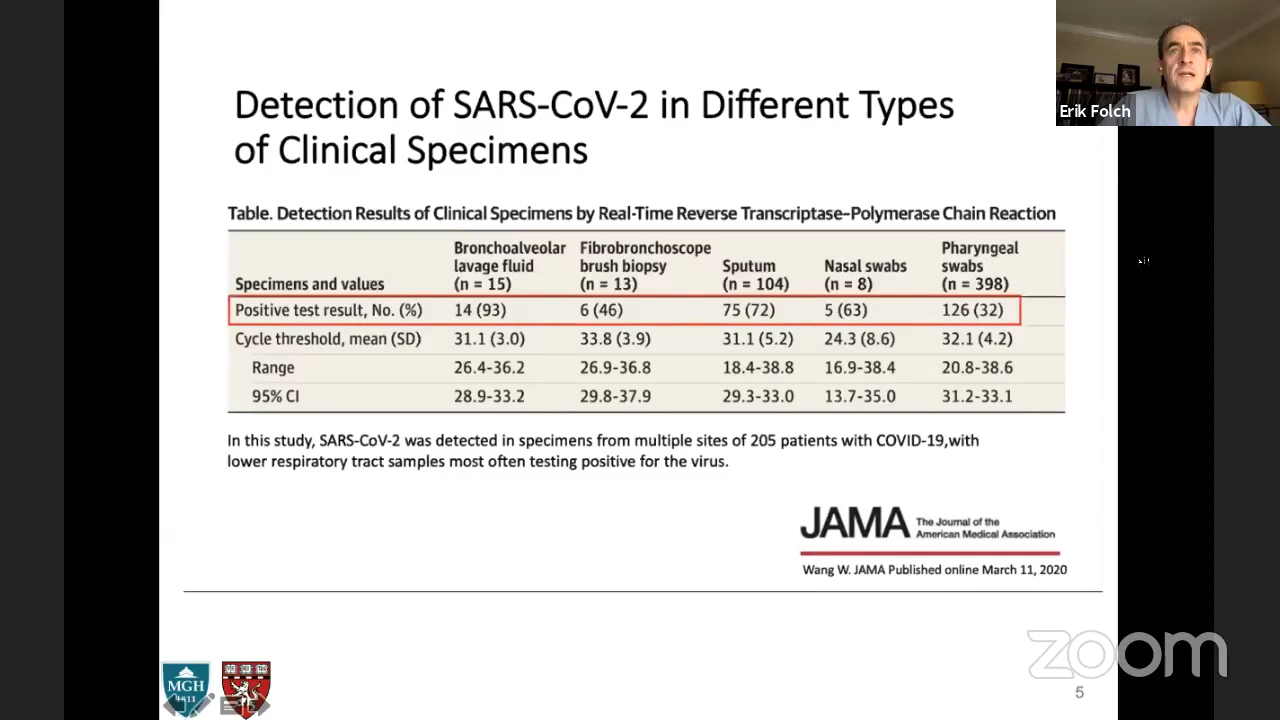 Erik Folch
Detection of SARS-CoV-2 in Different Types
of Clinical Specimens
Table. Detection Results of Clinical Specimens by Real-Time Reverse Transcriptase–Polymerase Chain Reaction
Specimens and values
Bronchoalveolar
lavage fluid
(n = 15)
Fibrobronchoscope
brush biopsy
(n = 13)
Sputum
(n = 104)
Nasal swabs
(n = 8)
Pharyngeal
swabs
(n = 398)
Positive test result, No. (%) 14 (93) 6 (46) 75 (72) 5 (63) 126 (32)
Cycle threshold, mean (SD) 31.1 (3.0) 33.8 (3.9) 31.1 (5.2) 24.3 (8.6) 32.1 (4.2)
Range 26.4-36.2 26.9-36.8 18.4-38.8 16.9-38.4 20.8-38.6
95% CI 28.9-33.2 29.8-37.9 29.3-33.0 13.7-35.0 31.2-33.1
In this study, SARS-CoV-2 was detected in specimens from multiple sites of 205 patients with COVID-19,with
lower respiratory tract samples most often testing positive for the virus.
JAMA The Journal of the
American Medical Association
Wang W. JAMA Published online March 11, 2020
zoom
MGH
1811
5